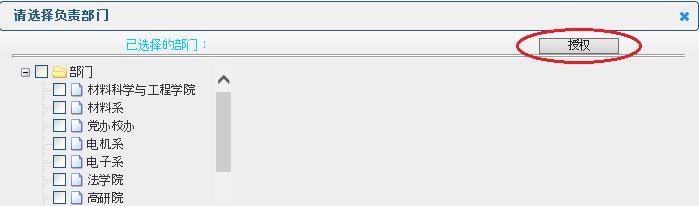 请选择负责部门
已选择的部门： 授权
部门
材料科学与工程学院
材料系
党办校办
电机系
电子系
法学院
高研院